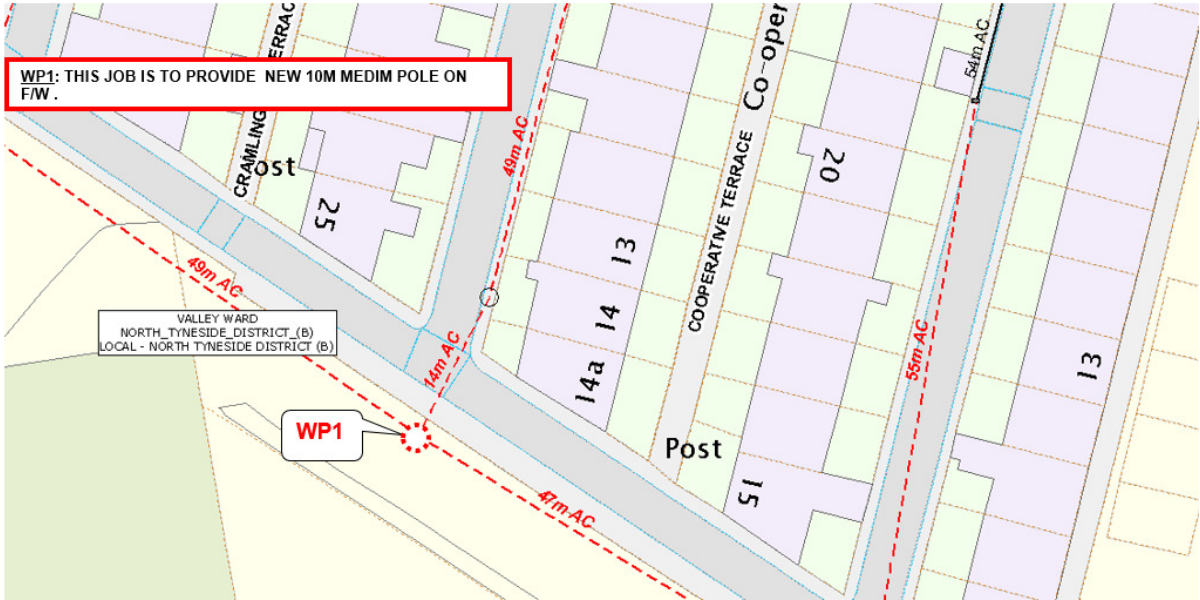 ERRAC
CRAMLING
WP1: THIS JOB IS TO PROVIDE NEW 10M MEDIM POLE ON
F/W .
Post
25
49m AC
Co-oper
COOPERATIVE TERRACE
20
54m AC
13
14
14a
49m AC
VALLEY WARD
NORTH_TYNESIDE_DISTRICT_(B)
LOCAL - NORTH TYNESIDE DISTRICT (B)
14m AC
55m AC
13
WP1
Post
15
47m AC